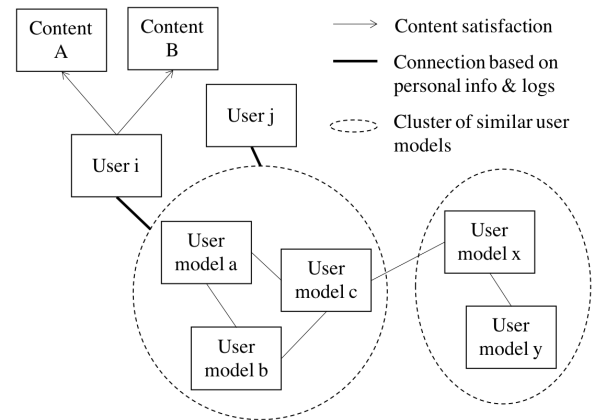 Content
A
Content
B
Content satisfaction
Connection based on
personal info & logs
Cluster of similar user
models
User j
User i
User
model a
User
model c
User
model b
User
model x
User
model y